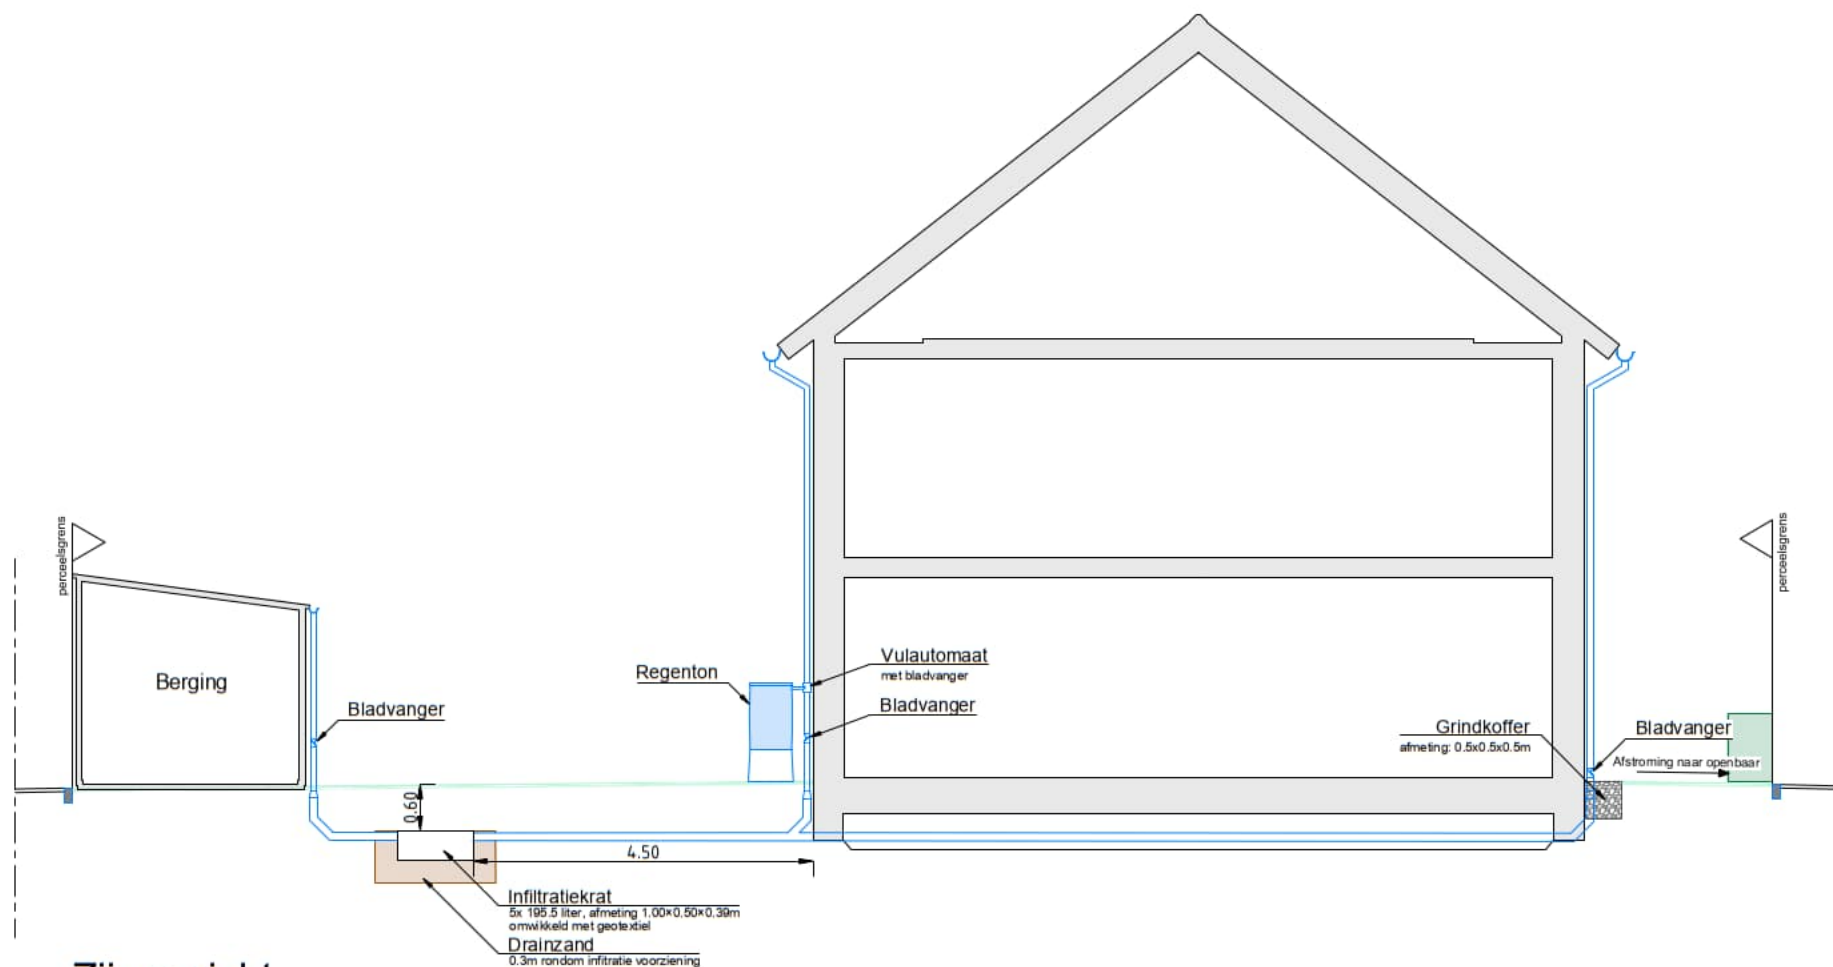 perceelsgrens
perceelsgrens
Berging
Bladvanger
Regenton
Vulautomaat
met bladvanger
Bladvanger
Grindkoffer
afmeting: 0.5x0.5x0.5m
Bladvanger
Afstroming naar openbaar
0.60
4.50
Infiltratiekrat
5x 195.5 liter, afmeting 1.00×0.50×0.39m
omwikkeld met geotextiel
Drainzand
0.3m rondom infitratie voorziening